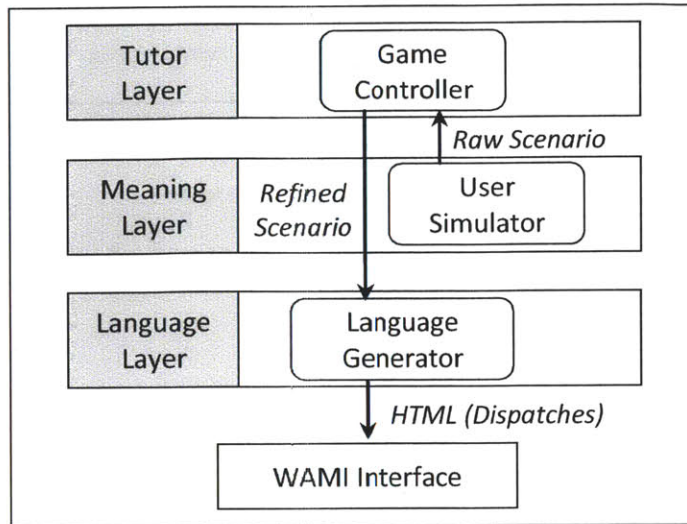 Tutor
Layer
Game
Controller
Raw Scenario
Meaning
Layer
Refined
Scenario
User
Simulator
Language
Layer
Language
Generator
HTML (Dispatches)
WAMI Interface